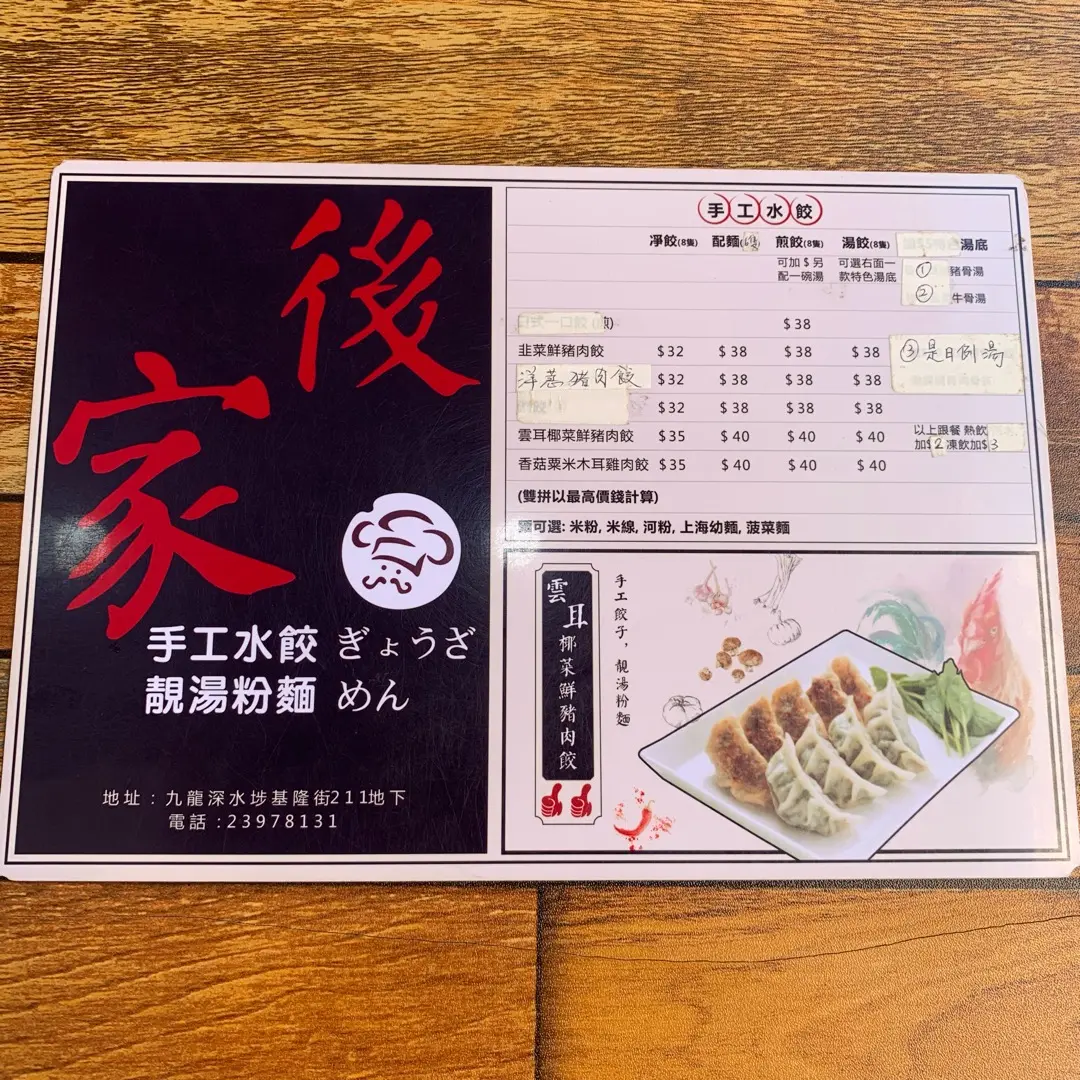 後
家
手工水餃 ぎょうざ
靚湯粉麵 めん
地址：九龍深水埗基隆街211地下
電話:23978131
手工水餃
淨餃(8隻) 配麵 煎餃(8隻) 湯餃(8隻) 湯底
可加＄另 可選右面一 ① 豬骨湯
配一碗湯 款特色湯底
② 牛骨湯
日式一口餃 (煎) $38
韭菜鮮豬肉餃 $32 $38 $38 $38 ③是日例湯
洋蔥豬肉餃 $32 $38 $38 $38
$32 $38 $38 $38
雲耳椰菜鮮豬肉餃 $35 $40 $40 $40 以上跟餐 熱飲
加$2 凍飲加$3
香菇粟米木耳雞肉餃 $35 $40 $40 $40
(雙拼以最高價錢計算)
麵可選: 米粉, 米線, 河粉, 上海幼麵, 菠菜麵
雲耳椰菜鮮豬肉餃
手工餃子，靚湯粉麵